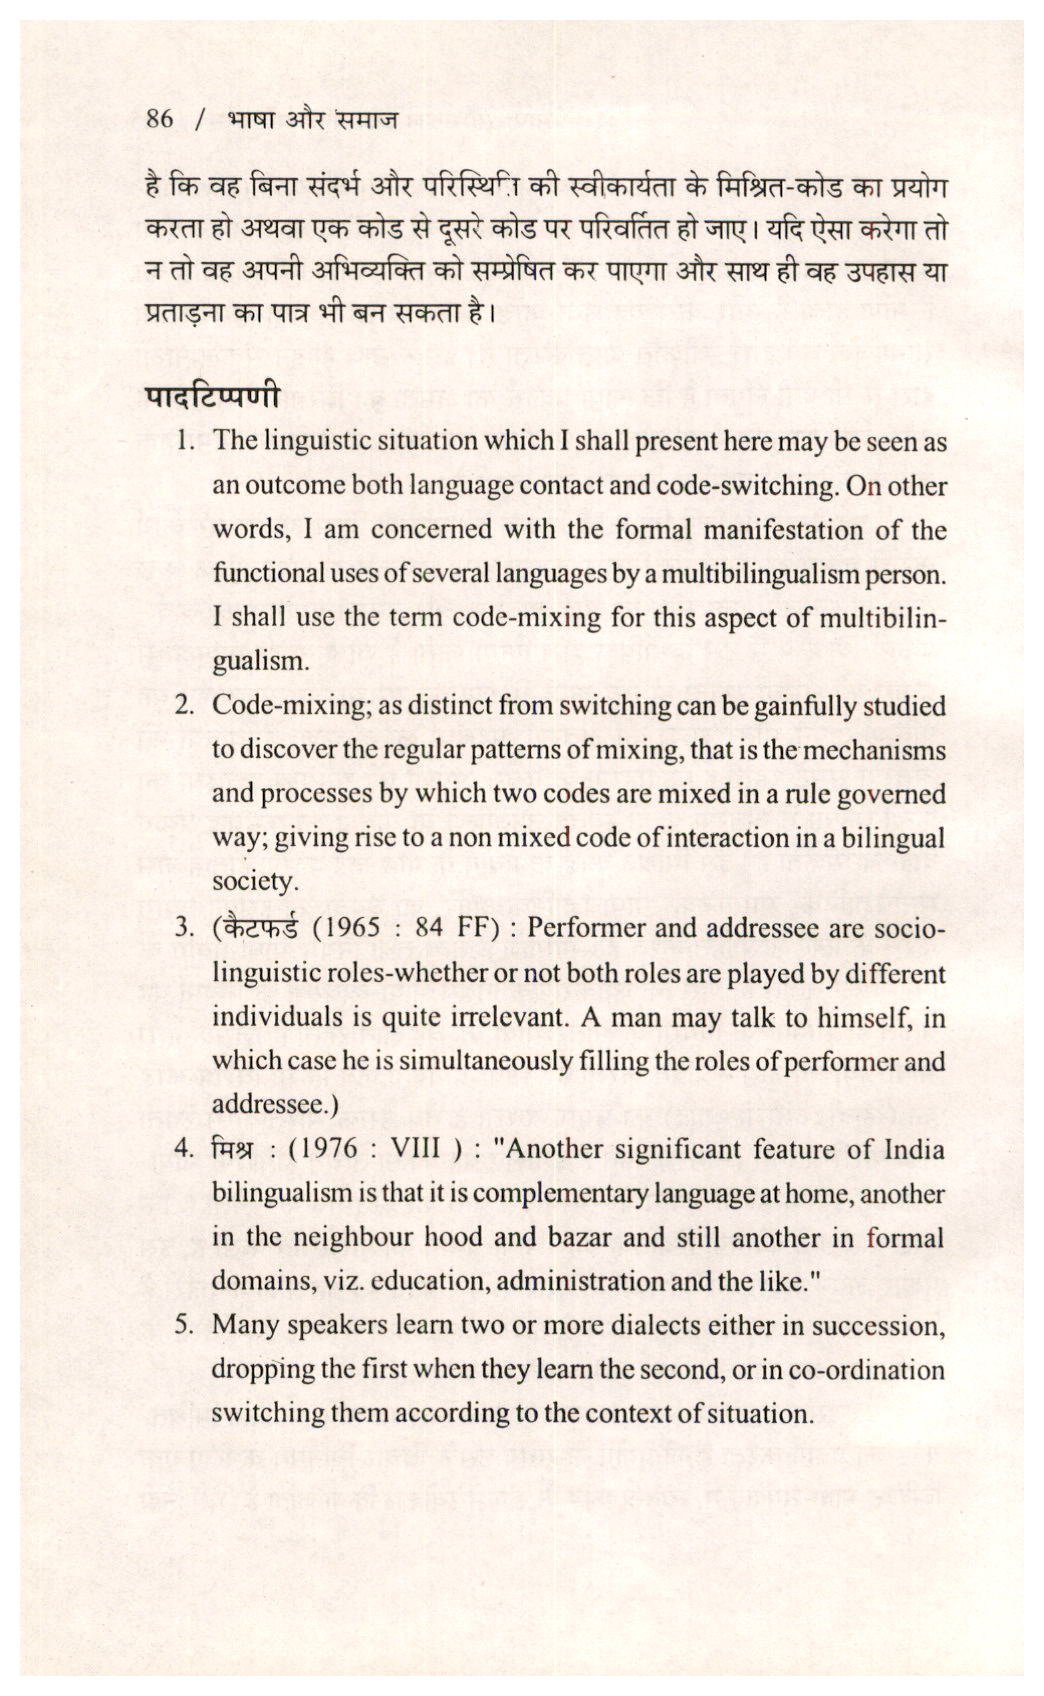 86 / भाषा और समाज
है कि वह बिना संदर्भ और परिस्थिति की स्वीकार्यता के मिश्रित-कोड का प्रयोग
करता हो अथवा एक कोड से दूसरे कोड पर परिवर्तित हो जाए। यदि ऐसा करेगा तो
न तो वह अपनी अभिव्यक्ति को सम्प्रेषित कर पाएगा और साथ ही वह उपहास या
प्रताड़ना का पात्र भी बन सकता है।
पादटिप्पणी
1. The linguistic situation which I shall present here may be seen as
an outcome both language contact and code-switching. On other
words, I am concerned with the formal manifestation of the
functional uses of several languages by a multibilingualism person.
I shall use the term code-mixing for this aspect of multibilin-
gualism.
2. Code-mixing; as distinct from switching can be gainfully studied
to discover the regular patterns of mixing, that is the mechanisms
and processes by which two codes are mixed in a rule governed
way; giving rise to a non mixed code of interaction in a bilingual
society.
3. (कैटफर्ड (1965 : 84 FF) : Performer and addressee are socio-
linguistic roles-whether or not both roles are played by different
individuals is quite irrelevant. A man may talk to himself, in
which case he is simultaneously filling the roles of performer and
addressee.)
4. मिश्र : (1976 : VIII ) : "Another significant feature of India
bilingualism is that it is complementary language at home, another
in the neighbour hood and bazar and still another in formal
domains, viz. education, administration and the like."
5. Many speakers learn two or more dialects either in succession,
dropping the first when they learn the second, or in co-ordination
switching them according to the context of situation.